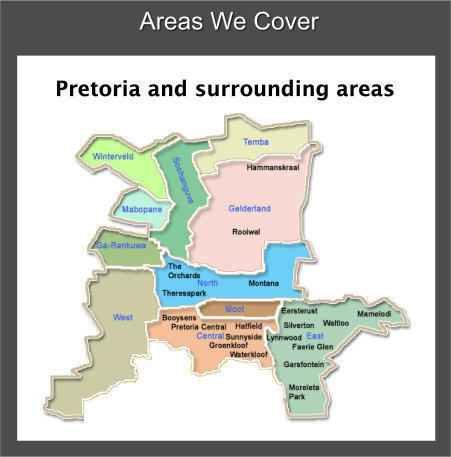 Areas We Cover
Pretoria and surrounding areas
Temba
Winterveld
Soshanguve
Hammanskraal
Mabopane
Gelderland
Rooiwal
Ga-Rankuwa
The
Orchards
North
Montana
Theresapark
West
Moot
Booysens
Eersterust
Mamelodi
Pretoria Central
Hatfield
Silverton
Waltloo
Central
Sunnyside
Lynnwood
East
Groenkloof
Faerie Glen
Waterkloof
Garsfontein
Moreleta
Park